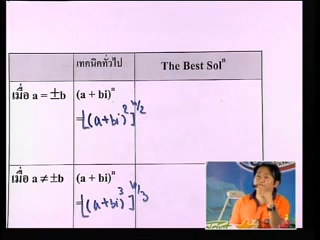 เทคนิคทั่วไป
The Best Solⁿ
เมื่อ a = ±b
(a + bi)ⁿ
=[(a+bi)²]^n/2
เมื่อ a ≠ ±b
(a + bi)ⁿ
=[(a+bi)³]^n/3